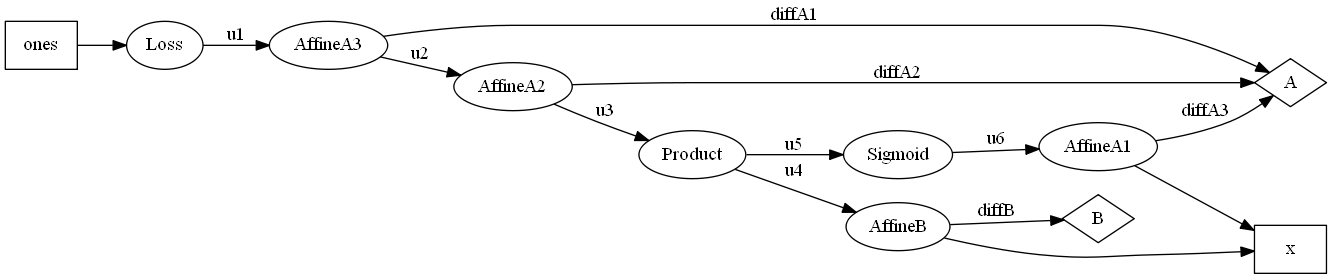 diffA1
ones
Loss
u1
AffineA3
u2
diffA2
AffineA2
A
u3
diffA3
Product
u5
Sigmoid
u6
AffineA1
u4
AffineB
diffB
B
x